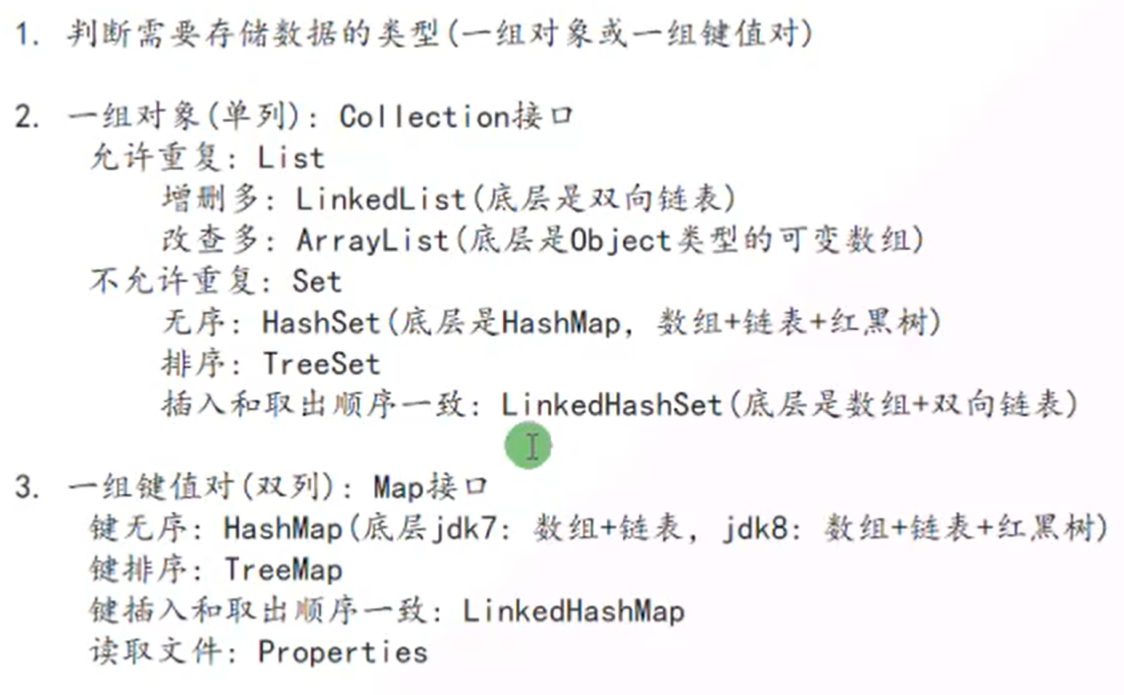 1. 判断需要存储数据的类型(一组对象或一组键值对)
2. 一组对象(单列): Collection接口
允许重复: List
增删多: LinkedList(底层是双向链表)
改查多: ArrayList(底层是Object类型的可变数组)
不允许重复: Set
无序: HashSet(底层是HashMap, 数组+链表+红黑树)
排序: TreeSet
插入和取出顺序一致: LinkedHashSet(底层是数组+双向链表)
3. 一组键值对(双列): Map接口
键无序: HashMap(底层jdk7: 数组+链表, jdk8: 数组+链表+红黑树)
键排序: TreeMap
键插入和取出顺序一致: LinkedHashMap
读取文件: Properties